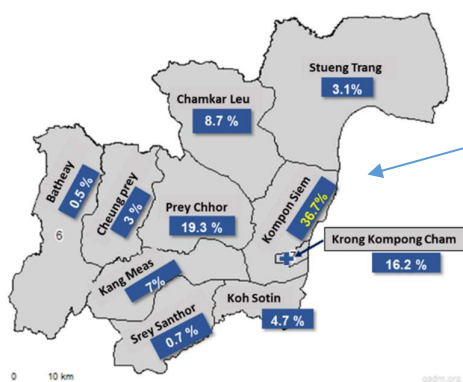 Stueng Trang
3.1%
Chamkar Leu
8.7 %
Batheay
0.5 %
Cheung prey
3 %
Prey Chhor
19.3 %
Kompon Siem
36.7%
6
Krong Kompong Cham
16.2 %
Kang Meas
7%
Koh Sotin
4.7 %
Srey Santhor
0.7 %
0 10 km
gadm.org